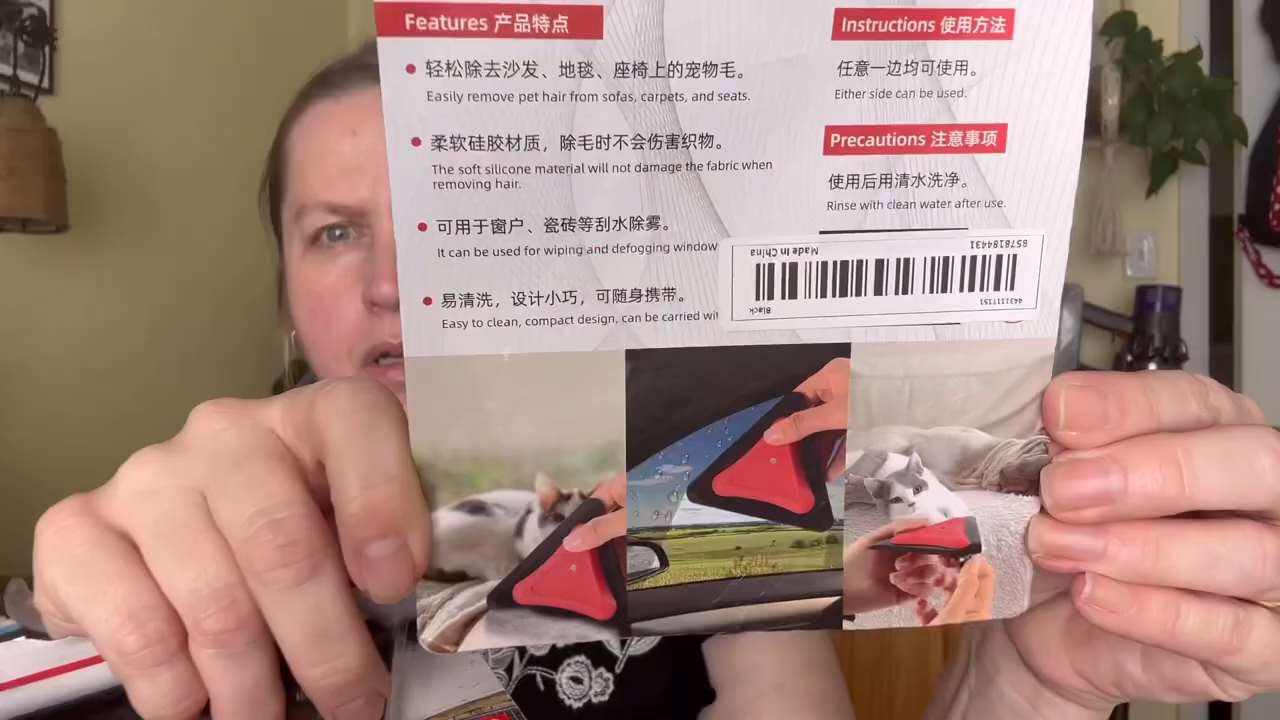 Features 产品特点
轻松除去沙发、地毯、座椅上的宠物毛。
Easily remove pet hair from sofas, carpets, and seats.
柔软硅胶材质，除毛时不会伤害织物。
The soft silicone material will not damage the fabric when
removing hair.
可用于窗户、瓷砖等刮水除雾。
It can be used for wiping and defogging window
易清洗，设计小巧，可随身携带。
Easy to clean, compact design, can be carried wi
Instructions 使用方法
任意一边均可使用。
Either side can be used.
Precautions 注意事项
使用后用清水洗净。
Rinse with clean water after use.
Black 4431117151
Made in China 8578184431